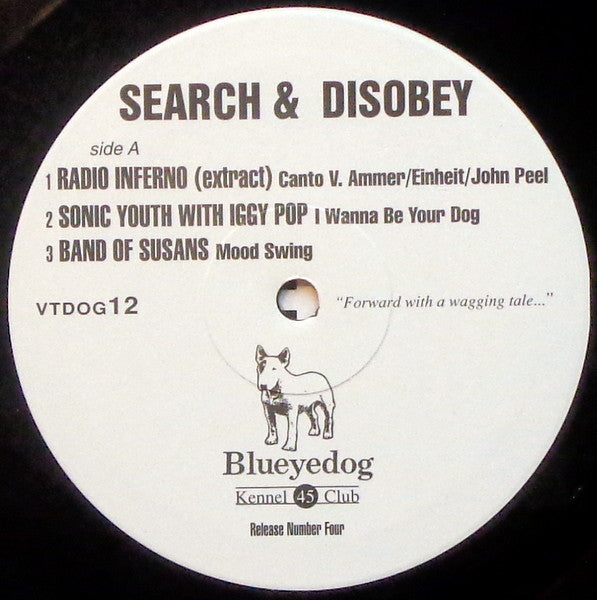 SEARCH & DISOBEY
side A
1 RADIO INFERNO (extract) Canto V. Ammer/Einheit/John Peel
2 SONIC YOUTH WITH IGGY POP I Wanna Be Your Dog
3 BAND OF SUSANS Mood Swing
VTDOG12 "Forward with a wagging tale..."
Blueyedog
Kennel 45 Club
Release Number Four